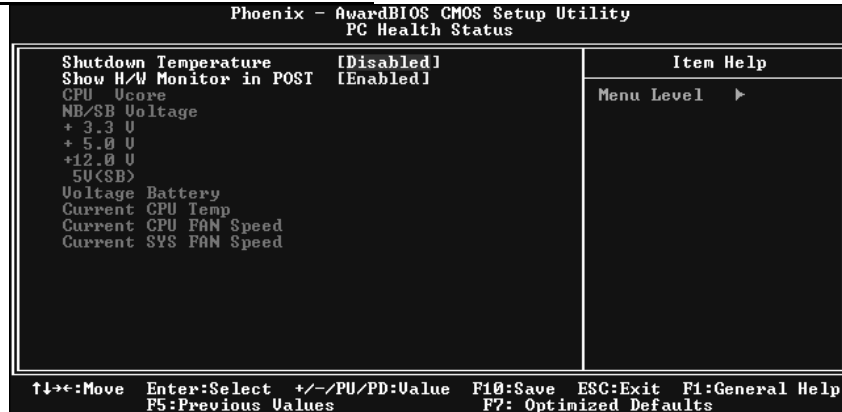 Phoenix - AwardBIOS CMOS Setup Utility
PC Health Status
Shutdown Temperature [Disabled]
Show H/W Monitor in POST [Enabled]
CPU Vcore
NB/SB Voltage
+ 3.3 V
+ 5.0 V
+12.0 V
5V(SB)
Voltage Battery
Current CPU Temp
Current CPU FAN Speed
Current SYS FAN Speed
Item Help
Menu Level ▶
↑↓→←:Move Enter:Select +/-/PU/PD:Value F10:Save ESC:Exit F1:General Help
F5:Previous Values F7: Optimized Defaults